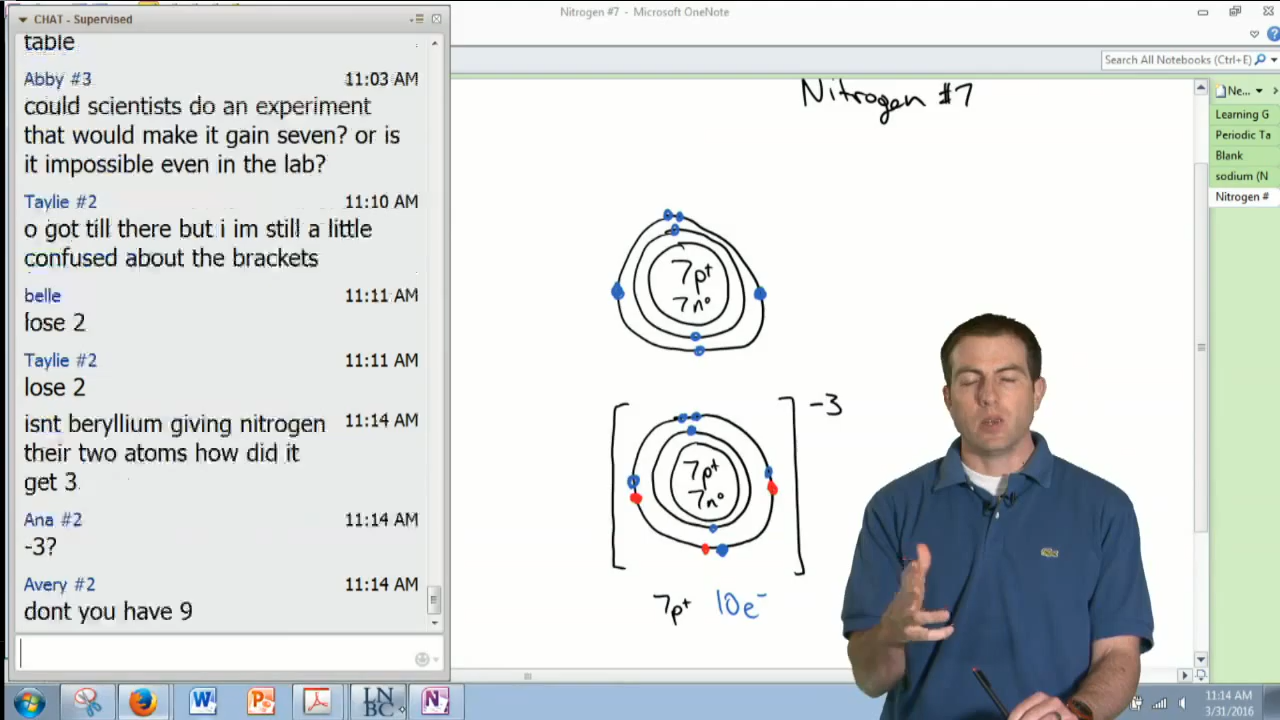 CHAT - Supervised
table
Abby #3 11:03 AM
could scientists do an experiment
that would make it gain seven? or is
it impossible even in the lab?
Taylie #2 11:10 AM
o got till there but i im still a little
confused about the brackets
belle 11:11 AM
lose 2
Taylie #2 11:11 AM
lose 2
isnt beryllium giving nitrogen 11:14 AM
their two atoms how did it
get 3
Ana #2 11:14 AM
-3?
Avery #2 11:14 AM
dont you have 9
Nitrogen #7 - Microsoft OneNote
Search All Notebooks (Ctrl+E)
Ne...
Learning G
Periodic Ta
Blank
sodium (N
Nitrogen #
Nitrogen #7
7p⁺
7n⁰
-3
7p⁺
7n⁰
7p⁺ 10e⁻
W
P
LN
BC
N
11:14 AM
3/31/2016